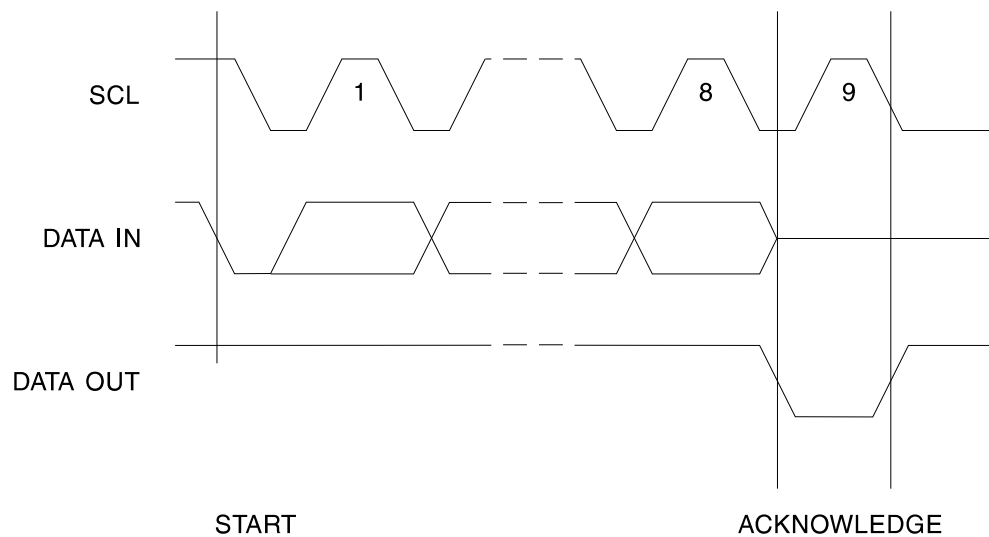 SCL
1
8
9
DATA IN
DATA OUT
START
ACKNOWLEDGE